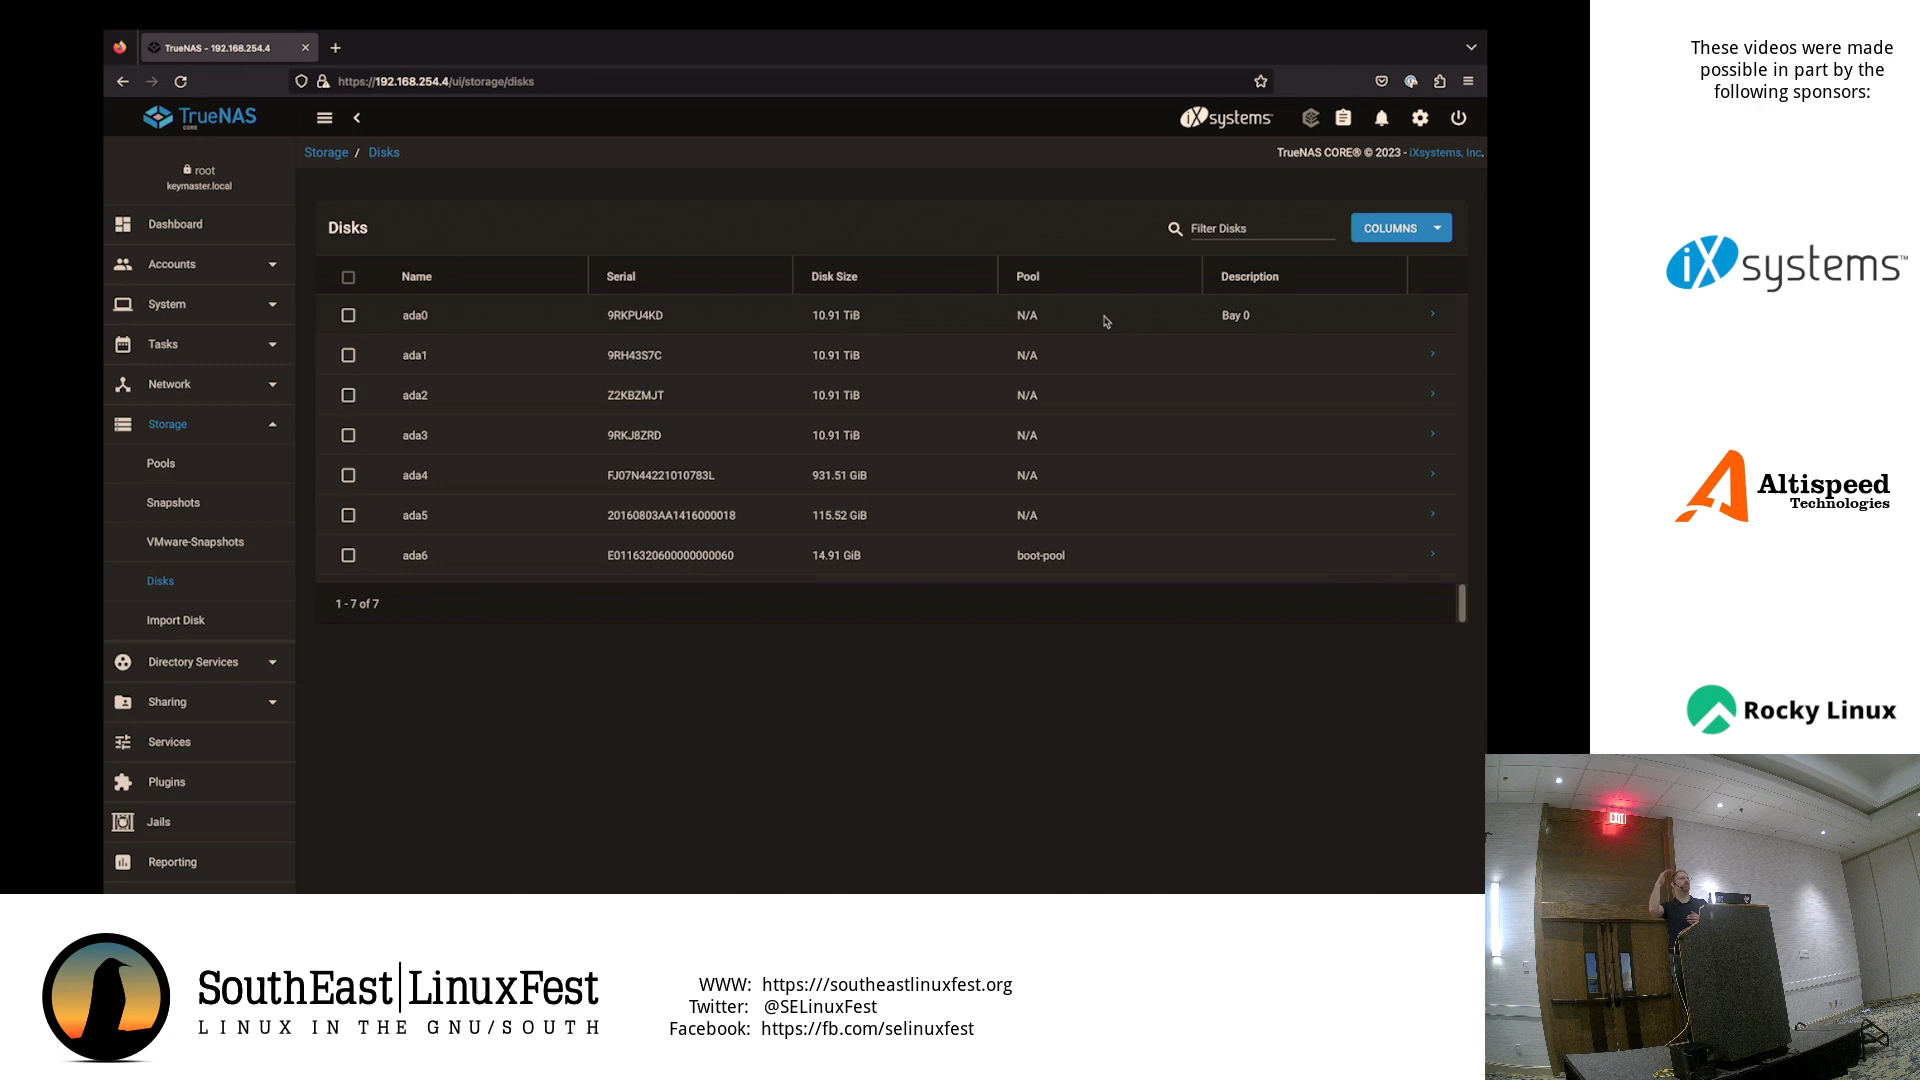 TrueNAS - 192.168.254.4
https://192.168.254.4/ui/storage/disks
TrueNAS
CORE
iXsystems
Storage / Disks
TrueNAS CORE® © 2023 - iXsystems, Inc.
root
keymaster.local
Dashboard
Accounts
System
Tasks
Network
Storage
Pools
Snapshots
VMware-Snapshots
Disks
Import Disk
Directory Services
Sharing
Services
Plugins
Jails
Reporting
Disks
Filter Disks
COLUMNS
Name Serial Disk Size Pool Description
ada0 9RKPU4KD 10.91 TiB N/A Bay 0
ada1 9RH43S7C 10.91 TiB N/A
ada2 Z2KBZMJT 10.91 TiB N/A
ada3 9RKJ8ZRD 10.91 TiB N/A
ada4 FJ07N44221010783L 931.51 GiB N/A
ada5 20160803AA1416000018 115.52 GiB N/A
ada6 E0116320600000000060 14.91 GiB boot-pool
1 - 7 of 7
These videos were made
possible in part by the
following sponsors:
iXsystems™
Altispeed
Technologies
Rocky Linux
EXIT
SouthEast|LinuxFest
LINUX IN THE GNU/SOUTH
WWW: https:///southeastlinuxfest.org
Twitter: @SELinuxFest
Facebook: https://fb.com/selinuxfest